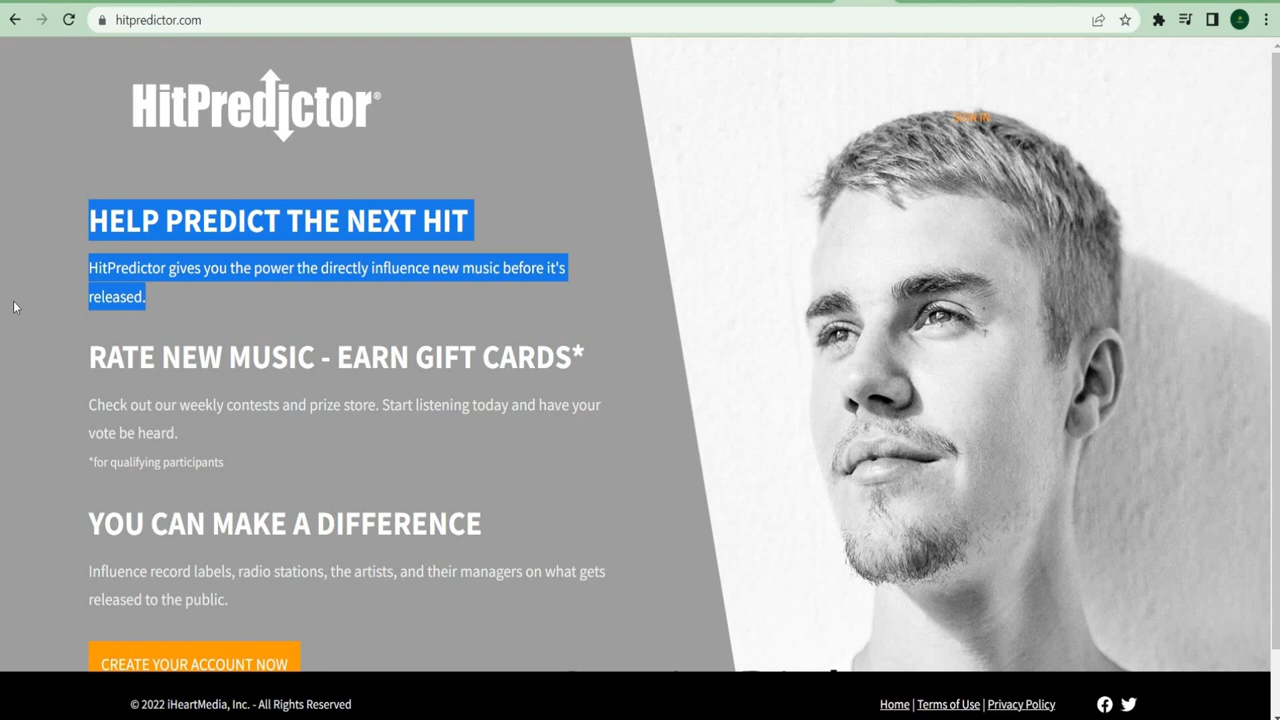 hitpredictor.com
HitPredictor®
SIGN IN
HELP PREDICT THE NEXT HIT
HitPredictor gives you the power the directly influence new music before it's
released.
RATE NEW MUSIC - EARN GIFT CARDS*
Check out our weekly contests and prize store. Start listening today and have your
vote be heard.
*for qualifying participants
YOU CAN MAKE A DIFFERENCE
Influence record labels, radio stations, the artists, and their managers on what gets
released to the public.
CREATE YOUR ACCOUNT NOW
© 2022 iHeartMedia, Inc. - All Rights Reserved
Home | Terms of Use | Privacy Policy